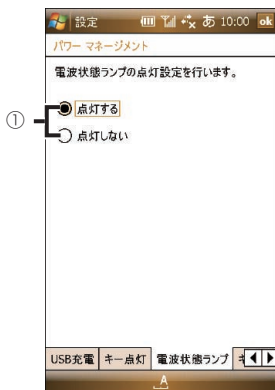 設定 あ 10:00 ok
パワー マネージメント
電波状態ランプの点灯設定を行います。
① 点灯する
点灯しない
USB充電 キー点灯 電波状態ランプ
A